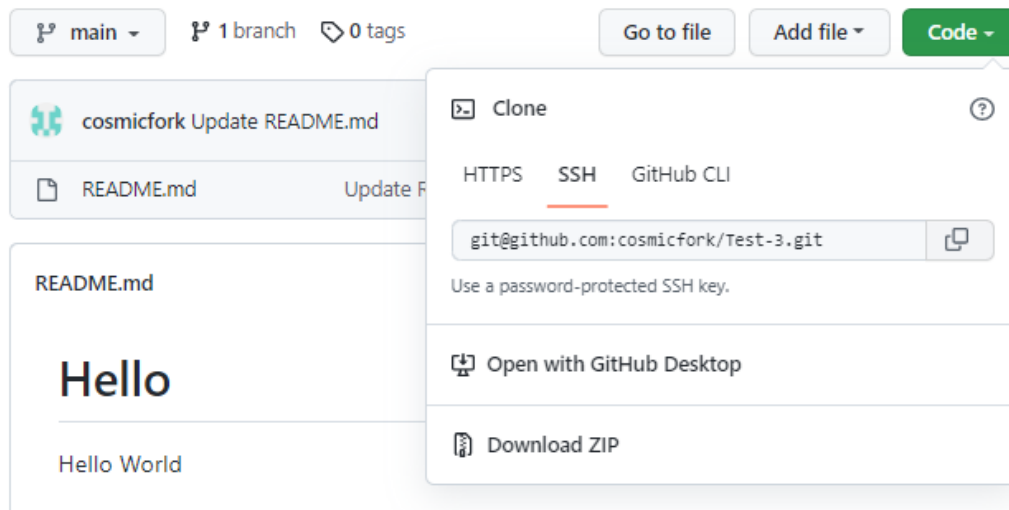 main
1 branch
0 tags
Go to file
Add file
Code
cosmicfork Update README.md
README.md
Update
README.md
Hello
Hello World
Clone
HTTPS
SSH
GitHub CLI
git@github.com:cosmicfork/Test-3.git
Use a password-protected SSH key.
Open with GitHub Desktop
Download ZIP